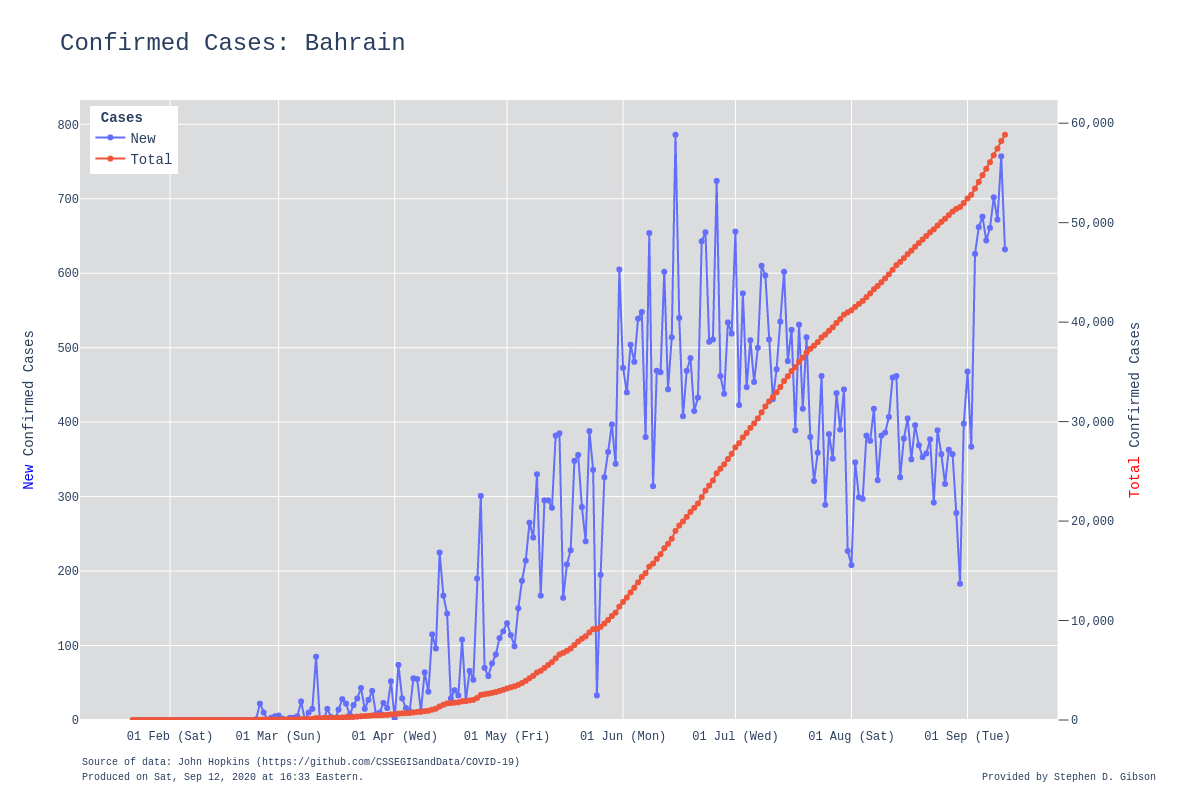 Confirmed Cases: Bahrain
Cases
New
Total
800
700
600
500
400
300
200
100
0
60,000
50,000
40,000
30,000
20,000
10,000
0
New Confirmed Cases
Total Confirmed Cases
01 Feb (Sat) 01 Mar (Sun) 01 Apr (Wed) 01 May (Fri) 01 Jun (Mon) 01 Jul (Wed) 01 Aug (Sat) 01 Sep (Tue)
Source of data: John Hopkins (https://github.com/CSSEGISandData/COVID-19)
Produced on Sat, Sep 12, 2020 at 16:33 Eastern.
Provided by Stephen D. Gibson